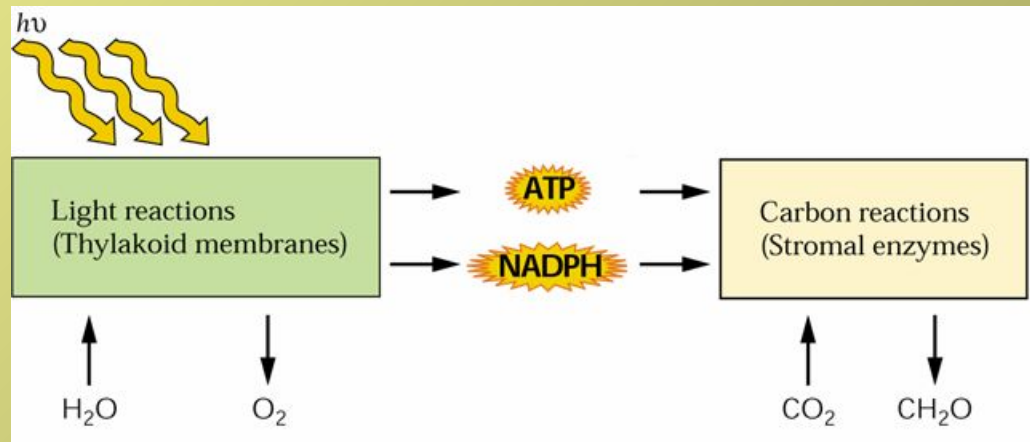 hυ
Light reactions
(Thylakoid membranes)
ATP
NADPH
Carbon reactions
(Stromal enzymes)
H₂O
O₂
CO₂
CH₂O